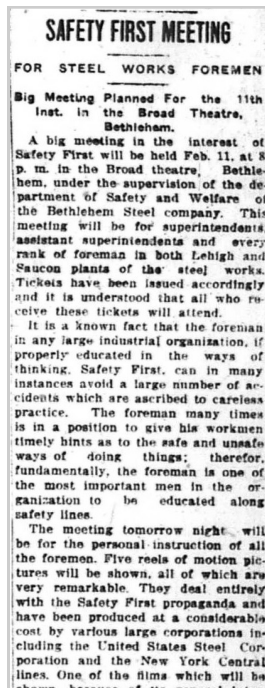 SAFETY FIRST MEETING
FOR STEEL WORKS FOREMEN
Big Meeting Planned For the 11th
Inst. in the Broad Theatre,
Bethlehem.
A big meeting in the interest of
Safety First will be held Feb. 11, at 8
p. m. in the Broad theatre, Bethle-
hem, under the supervision of the de-
partment of Safety and Welfare of
the Bethlehem Steel company. This
meeting will be for superintendents,
assistant superintendents and every
rank of foreman in both Lehigh and
Saucon plants of the steel works.
Tickets have been issued accordingly
and it is understood that all who re-
ceive these tickets will attend.
It is a known fact that the foreman
in any large industrial organization, if
properly educated in the ways of
thinking, Safety First, can in many
instances avoid a large number of ac-
cidents which are ascribed to careless
practice. The foreman many times
is in a position to give his workmen
timely hints as to the safe and unsafe
ways of doing things; therefor,
fundamentally, the foreman is one of
the most important men in the or-
ganization to be educated along
safety lines.
The meeting tomorrow night will
be for the personal instruction of all
the foremen. Five reels of motion pic-
tures will be shown, all of which are
very remarkable. They deal entirely
with the Safety First propaganda and
have been produced at a considerable
cost by various large corporations in-
cluding the United States Steel Cor-
poration and the New York Central
lines. One of the films which will be